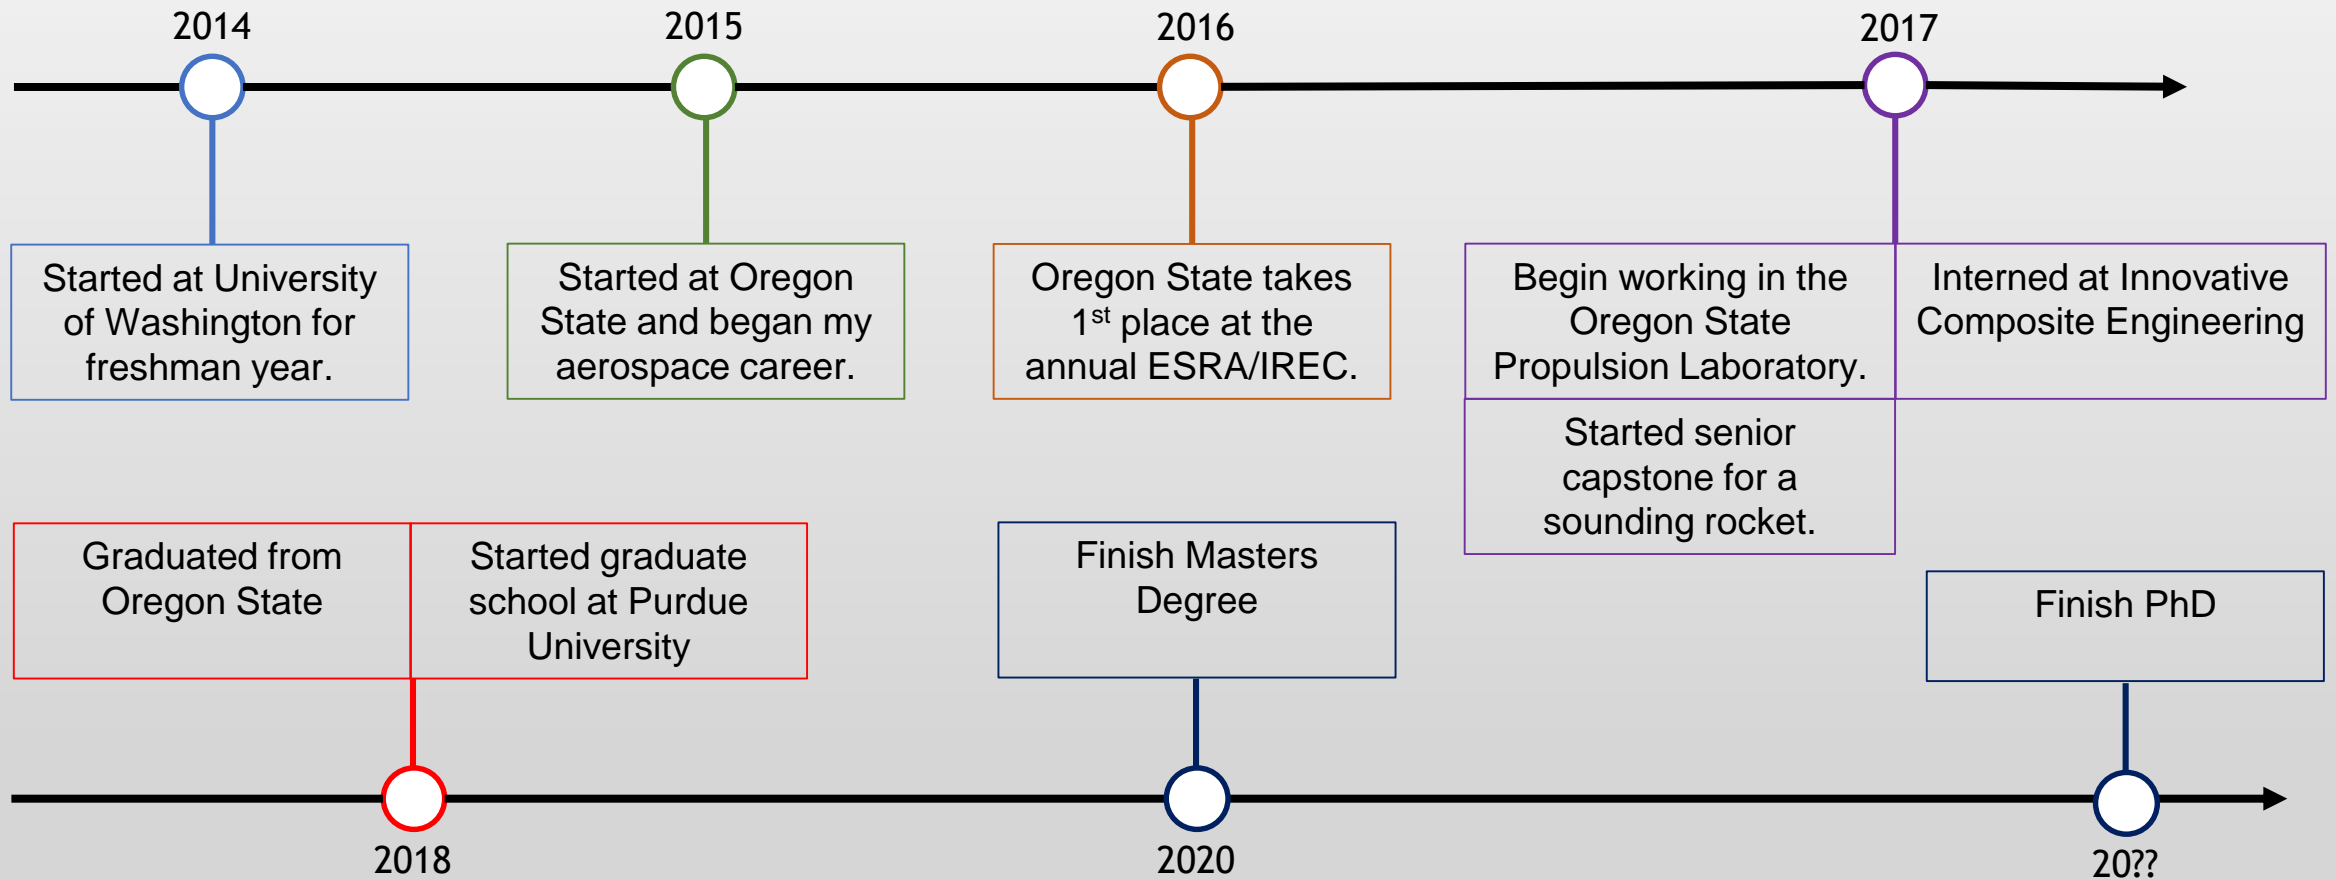 2014
2015
2016
2017
Started at University
of Washington for
freshman year.
Started at Oregon
State and began my
aerospace career.
Oregon State takes
1st place at the
annual ESRA/IREC.
Begin working in the
Oregon State
Propulsion Laboratory.
Interned at Innovative
Composite Engineering
Started senior
capstone for a
sounding rocket.
Graduated from
Oregon State
Started graduate
school at Purdue
University
Finish Masters
Degree
Finish PhD
2018
2020
20??